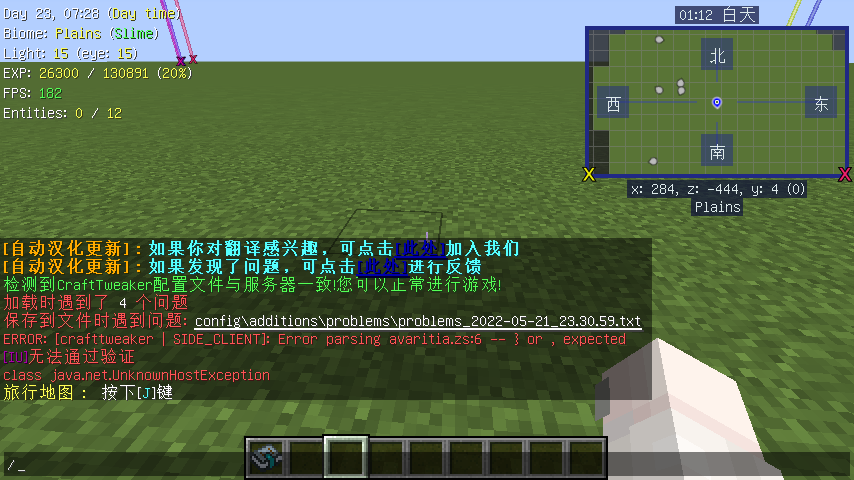 Day 23, 07:28 (Day time)
Biome: Plains (Slime)
Light: 15 (eye: 15)
EXP: 26300 / 130891 (20%)
FPS: 182
Entities: 0 / 12
01:12 白天
北
西
东
南
X
X
x: 284, z: -444, y: 4 (0)
Plains
[自动汉化更新]：如果你对翻译感兴趣，可点击[此处]加入我们
[自动汉化更新]：如果发现了问题，可点击[此处]进行反馈
检测到CraftTweaker配置文件与服务器一致!您可以正常进行游戏!
加载时遇到了 4 个问题
保存到文件时遇到问题: config\additions\problems\problems_2022-05-21_23.30.59.txt
ERROR: [crafttweaker | SIDE_CLIENT]: Error parsing avaritia.zs:6 -- } or , expected
[TU]无法通过验证
class java.net.UnknownHostException
旅行地图： 按下[J]键
/_